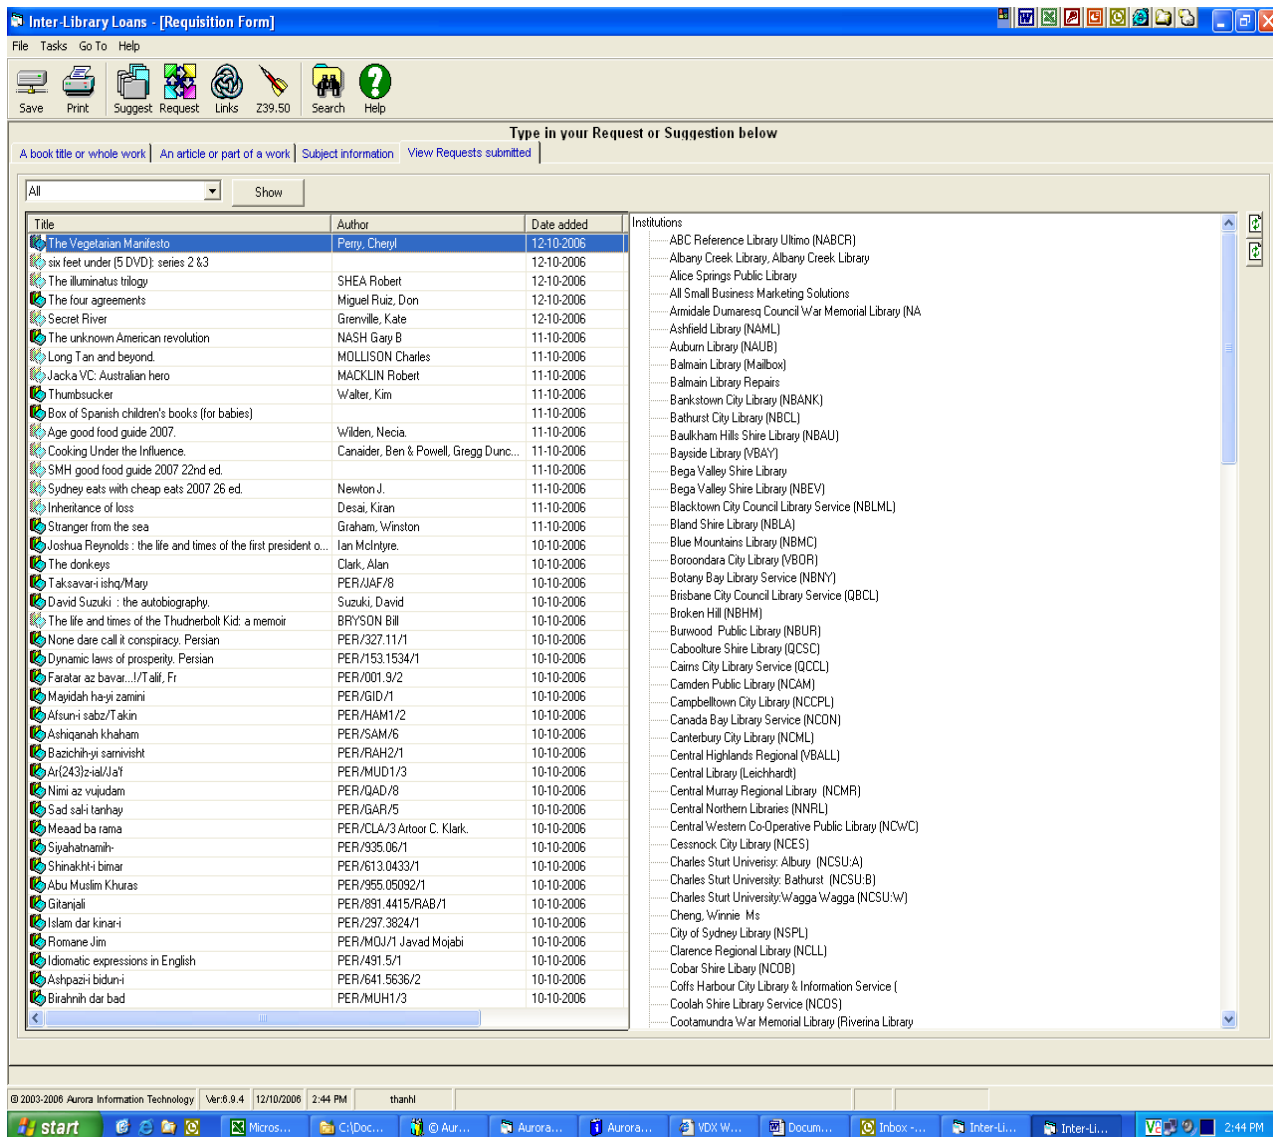 Inter-Library Loans - [Requisition Form]
File Tasks Go To Help
Save Print Suggest Request Links Z39.50 Search Help
Type in your Request or Suggestion below
A book title or whole work An article or part of a work Subject information View Requests submitted
All Show
Title Author Date added
The Vegetarian Manifesto Perry, Cheryl 12-10-2006
six feet under (5 DVD): series 2 &3 12-10-2006
The illuminatus trilogy SHEA Robert 12-10-2006
The four agreements Miguel Ruiz, Don 12-10-2006
Secret River Grenville, Kate 12-10-2006
The unknown American revolution NASH Gary B 11-10-2006
Long Tan and beyond. MOLLISON Charles 11-10-2006
Jacka VC: Australian hero MACKLIN Robert 11-10-2006
Thumbsucker Walter, Kim 11-10-2006
Box of Spanish children's books (for babies) 11-10-2006
Age good food guide 2007. Wilden, Necia. 11-10-2006
Cooking Under the Influence. Canaider, Ben & Powell, Gregg Dunc... 11-10-2006
SMH good food guide 2007 22nd ed. 11-10-2006
Sydney eats with cheap eats 2007 26 ed. Newton J. 11-10-2006
Inheritance of loss Desai, Kiran 11-10-2006
Stranger from the sea Graham, Winston 11-10-2006
Joshua Reynolds : the life and times of the first president o... Ian McIntyre. 10-10-2006
The donkeys Clark, Alan 10-10-2006
Taksavar-i ishq/Mary PER/JAF/8 10-10-2006
David Suzuki : the autobiography. Suzuki, David 10-10-2006
The life and times of the Thudnerbolt Kid: a memoir BRYSON Bill 10-10-2006
None dare call it conspiracy. Persian PER/327.11/1 10-10-2006
Dynamic laws of prosperity. Persian PER/153.1534/1 10-10-2006
Faratar az bavar...!/Talif, Fr PER/001.9/2 10-10-2006
Mayidah ha-yi zamini PER/GID/1 10-10-2006
Afsun-i sabz/Takin PER/HAM1/2 10-10-2006
Ashiqanah khaham PER/SAM/6 10-10-2006
Bazichih-yi sarnivisht PER/RAH2/1 10-10-2006
Ar{243}z-ial/Ja'f PER/MUD1/3 10-10-2006
Nimi az vujudam PER/QAD/8 10-10-2006
Sad sal-i tanhay PER/GAR/5 10-10-2006
Meaad ba rama PER/CLA/3 Artoor C. Klark. 10-10-2006
Siyahatnamih- PER/935.06/1 10-10-2006
Shinakht-i bimar PER/613.0433/1 10-10-2006
Abu Muslim Khuras PER/955.05092/1 10-10-2006
Gitanjali PER/891.4415/RAB/1 10-10-2006
Islam dar kinar-i PER/297.3824/1 10-10-2006
Romane Jim PER/MOJ/1 Javad Mojabi 10-10-2006
Idiomatic expressions in English PER/491.5/1 10-10-2006
Ashpazi-i bidun-i PER/641.5636/2 10-10-2006
Birahnih dar bad PER/MUH1/3 10-10-2006
Institutions
ABC Reference Library Ultimo (NABCR)
Albany Creek Library, Albany Creek Library
Alice Springs Public Library
All Small Business Marketing Solutions
Armidale Dumaresq Council War Memorial Library (NA
Ashfield Library (NAML)
Auburn Library (NAUB)
Balmain Library (Mailbox)
Balmain Library Repairs
Bankstown City Library (NBANK)
Bathurst City Library (NBCL)
Baulkham Hills Shire Library (NBAU)
Bayside Library (VBAY)
Bega Valley Shire Library
Bega Valley Shire Library (NBEV)
Blacktown City Council Library Service (NBLML)
Bland Shire Library (NBLA)
Blue Mountains Library (NBMC)
Boroondara City Library (VBOR)
Botany Bay Library Service (NBNY)
Brisbane City Council Library Service (QBCL)
Broken Hill (NBHM)
Burwood Public Library (NBUR)
Caboolture Shire Library (QCSC)
Cairns City Library Service (QCCL)
Camden Public Library (NCAM)
Campbelltown City Library (NCCPL)
Canada Bay Library Service (NCON)
Canterbury City Library (NCML)
Central Highlands Regional (VBALL)
Central Library (Leichhardt)
Central Murray Regional Library (NCMR)
Central Northern Libraries (NNRL)
Central Western Co-Operative Public Library (NCWC)
Cessnock City Library (NCES)
Charles Sturt Univerisy: Albury (NCSU:A)
Charles Sturt University: Bathurst (NCSU:B)
Charles Sturt University:Wagga Wagga (NCSU:W)
Cheng, Winnie Ms
City of Sydney Library (NSPL)
Clarence Regional Library (NCLL)
Cobar Shire Libary (NCOB)
Coffs Harbour City Library & Information Service (
Coolah Shire Library Service (NCOS)
Cootamundra War Memorial Library (Riverina Library
© 2003-2006 Aurora Information Technology Ver:6.9.4 12/10/2006 2:44 PM thanhl
start Micros... C:\Doc... © Aur... Aurora... Aurora... VDX W... Docum... Inbox -... Inter-Li... Inter-Li... 2:44 PM